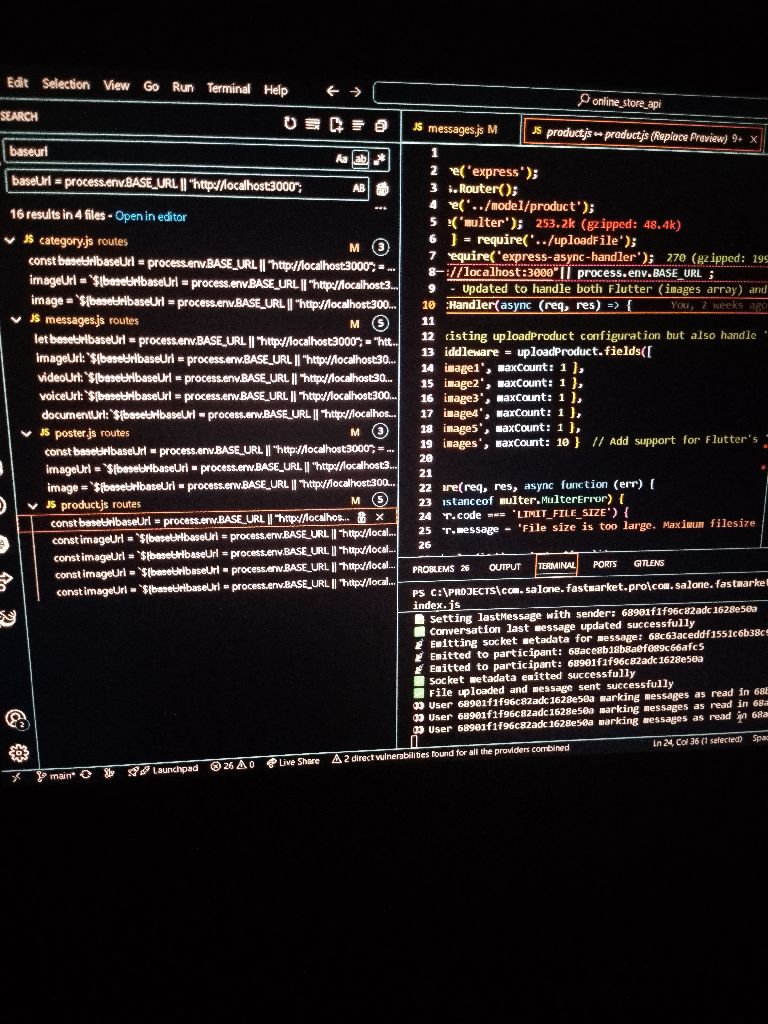 Edit Selection View Go Run Terminal Help
online_store_api
SEARCH
baseurl
Aa ab
baseUrl = process.env.BASE_URL || "http://localhost3000";
AB
16 results in 4 files - Open in editor
JS category.js routes M 3
const baseUrlbaseUrl = process.env.BASE_URL || "http://localhost3000"; = ...
imageUrl = `${baseUrlbaseUrl = process.env.BASE_URL || "http://localhost3...
image = `${baseUrlbaseUrl = process.env.BASE_URL || "http://localhost300...
JS messages.js routes M 5
let baseUrlbaseUrl = process.env.BASE_URL || "http://localhost3000"; = "htt...
imageUrl: `${baseUrlbaseUrl = process.env.BASE_URL || "http://localhost30...
videoUrl: `${baseUrlbaseUrl = process.env.BASE_URL || "http://localhost30...
voiceUrl: `${baseUrlbaseUrl = process.env.BASE_URL || "http://localhost300...
documentUrl: `${baseUrlbaseUrl = process.env.BASE_URL || "http://localhos...
JS poster.js routes M 3
const baseUrlbaseUrl = process.env.BASE_URL || "http://localhost3000"; = ...
imageUrl = `${baseUrlbaseUrl = process.env.BASE_URL || "http://localhost3...
image = `${baseUrlbaseUrl = process.env.BASE_URL || "http://localhost300...
JS product.js routes M 5
const baseUrlbaseUrl = process.env.BASE_URL || "http://localhos...
const imageUrl = `${baseUrlbaseUrl = process.env.BASE_URL || "http://local...
const imageUrl = `${baseUrlbaseUrl = process.env.BASE_URL || "http://local...
const imageUrl = `${baseUrlbaseUrl = process.env.BASE_URL || "http://local...
const imageUrl = `${baseUrlbaseUrl = process.env.BASE_URL || "http://local...
JS messages.js M
JS product.js ↔ product.js (Replace Preview) 9+ ×
1
2 re('express');
3 s.Router();
4 re('../model/product');
5 e('multer'); 253.2k (gzipped: 48.4k)
6 } = require('../uploadFile');
7 require('express-async-handler'); 270 (gzipped: 199
8 ://localhost:3000"|| process.env.BASE_URL ;
9 - Updated to handle both Flutter (images array) and
10 :Handler(async (req, res) => { You, 2 weeks ago
11
12 isting uploadProduct configuration but also handle '
13 iddleware = uploadProduct.fields([
14 image1', maxCount: 1 },
15 image2', maxCount: 1 },
16 image3', maxCount: 1 },
17 image4', maxCount: 1 },
18 image5', maxCount: 1 },
19 images', maxCount: 10 } // Add support for Flutter's
20
21
22 are(req, res, async function (err) {
23 nstanceof multer.MulterError) {
24 r.code === 'LIMIT_FILE_SIZE') {
25 r.message = 'File size is too large. Maximum filesize
26
PROBLEMS 26 OUTPUT TERMINAL PORTS GITLENS
PS C:\PROJECTS\com.salone.fastmarket.pro\com.salone.fastmarket
index.js
Setting lastMessage with sender: 68901f1f96c82adc1628e50a
Conversation last message updated successfully
Emitting socket metadata for message: 68c63aceddf1551c6b38c
Emitted to participant: 68ace8b18b8a0f089c66afc5
Emitted to participant: 68901f1f96c82adc1628e50a
Socket metadata emitted successfully
File uploaded and message sent successfully
User 68901f1f96c82adc1628e50a marking messages as read in 68b
User 68901f1f96c82adc1628e50a marking messages as read in 68a
User 68901f1f96c82adc1628e50a marking messages as read in 68a
2
main* Launchpad 26 0 Live Share 2 direct vulnerabilities found for all the providers combined Ln 24, Col 36 (1 selected) Spac